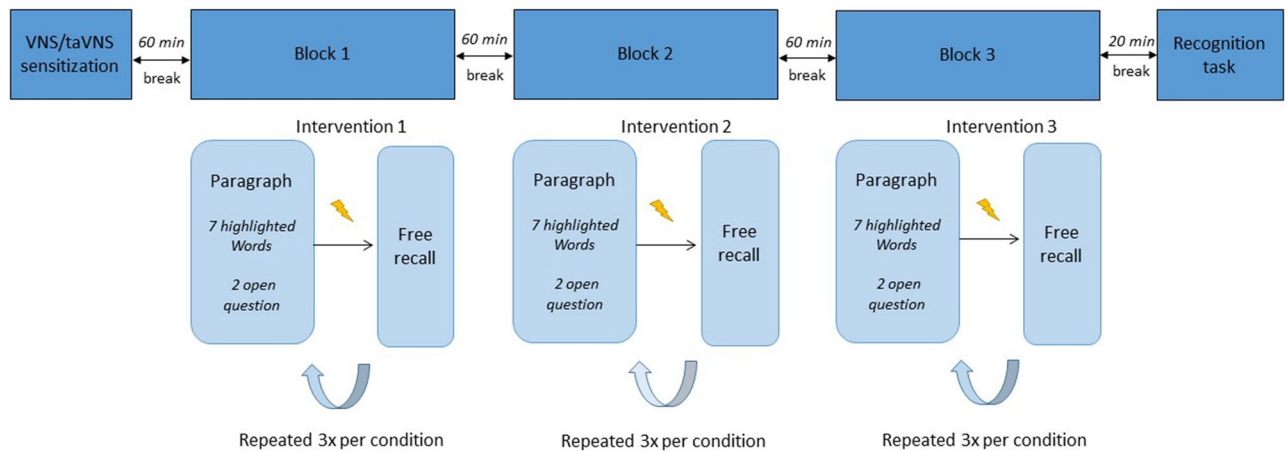 VNS/taVNS
sensitization
60 min
break
Block 1
60 min
break
Block 2
60 min
break
Block 3
20 min
break
Recognition
task
Intervention 1
Paragraph
7 highlighted
Words
2 open
question
Free
recall
Repeated 3x per condition
Intervention 2
Paragraph
7 highlighted
Words
2 open
question
Free
recall
Repeated 3x per condition
Intervention 3
Paragraph
7 highlighted
Words
2 open
question
Free
recall
Repeated 3x per condition